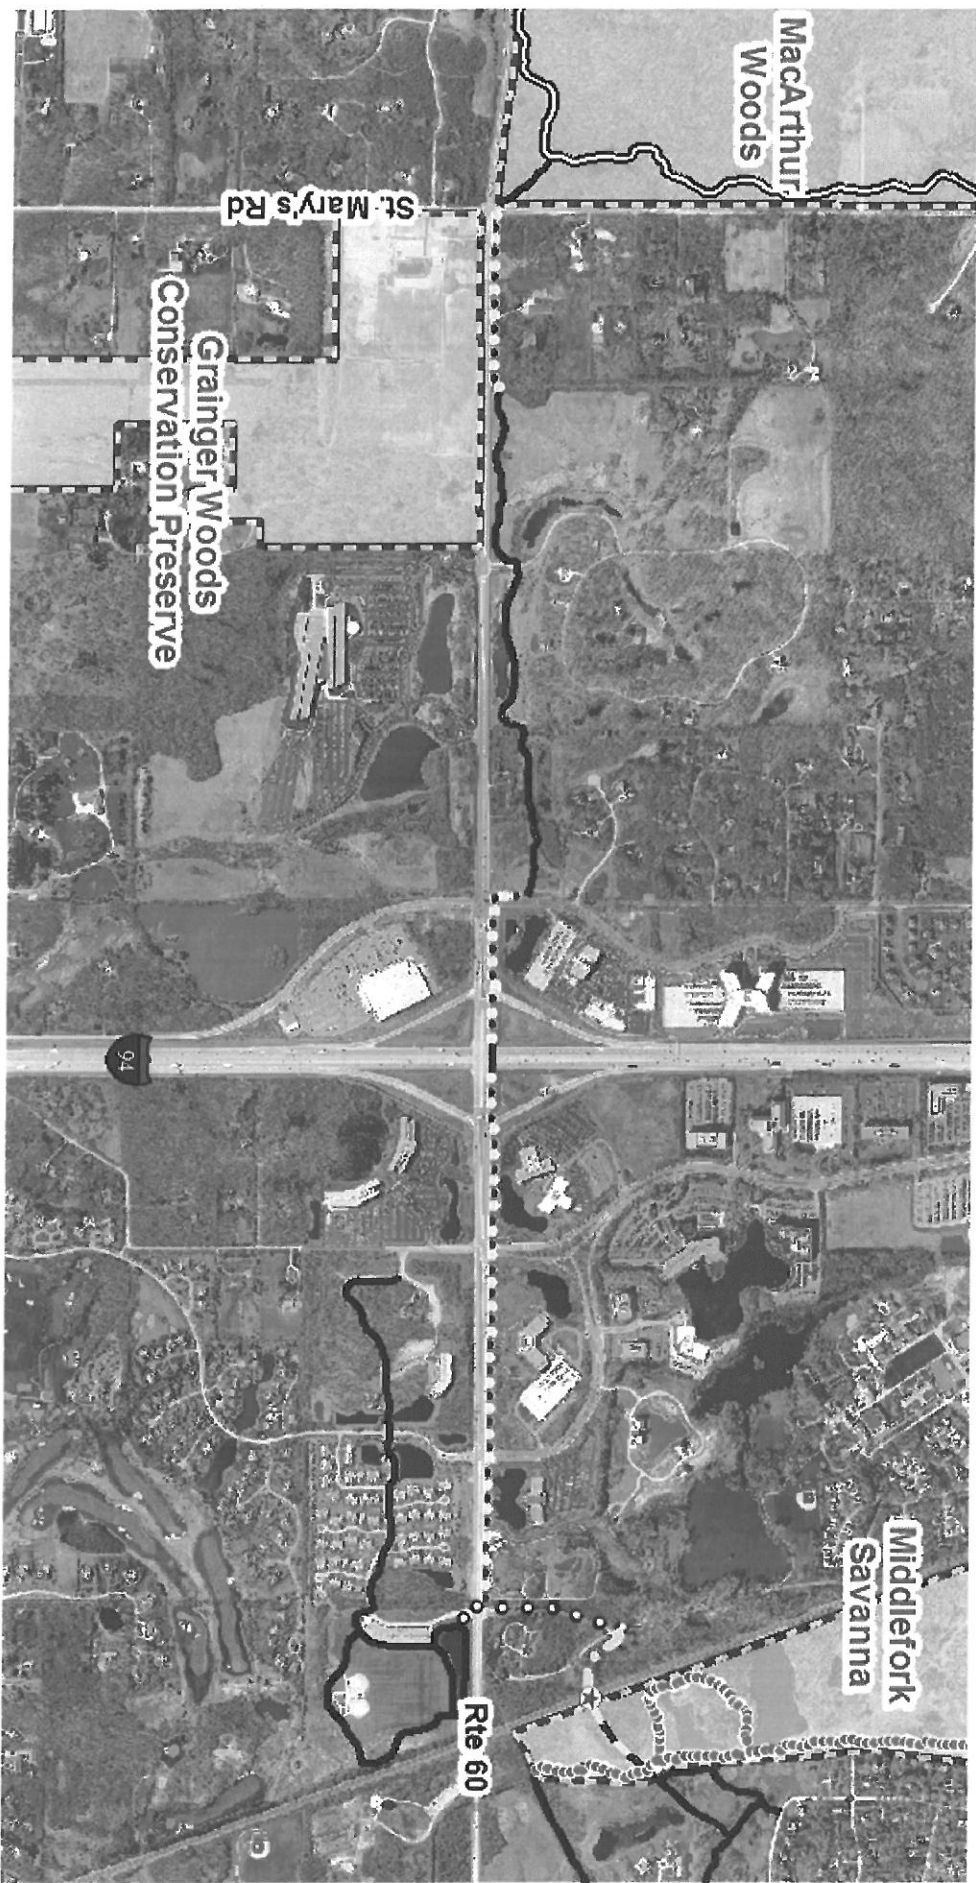 MacArthur
Woods
St. Mary's Rd
Grainger Woods
Conservation Preserve
94
Middlefork
Savanna
Rte 60